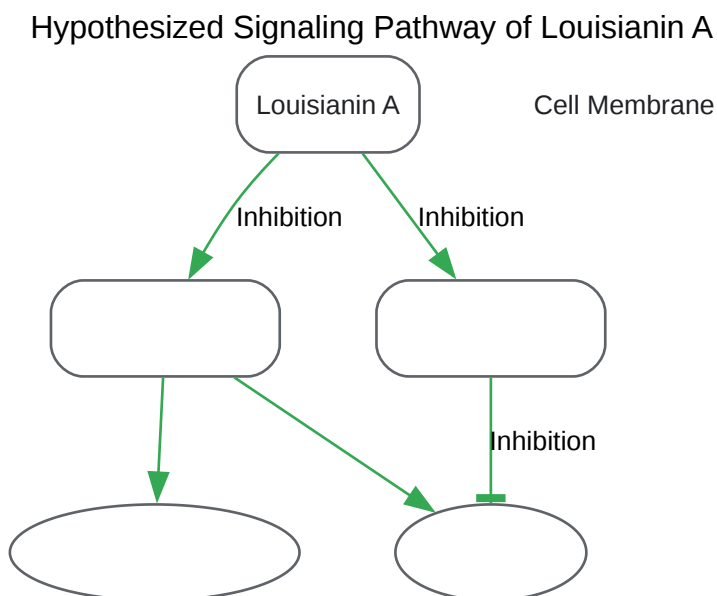 Hypothesized Signaling Pathway of Louisianin A
Louisianin A
Cell Membrane
Inhibition
Inhibition
Inhibition